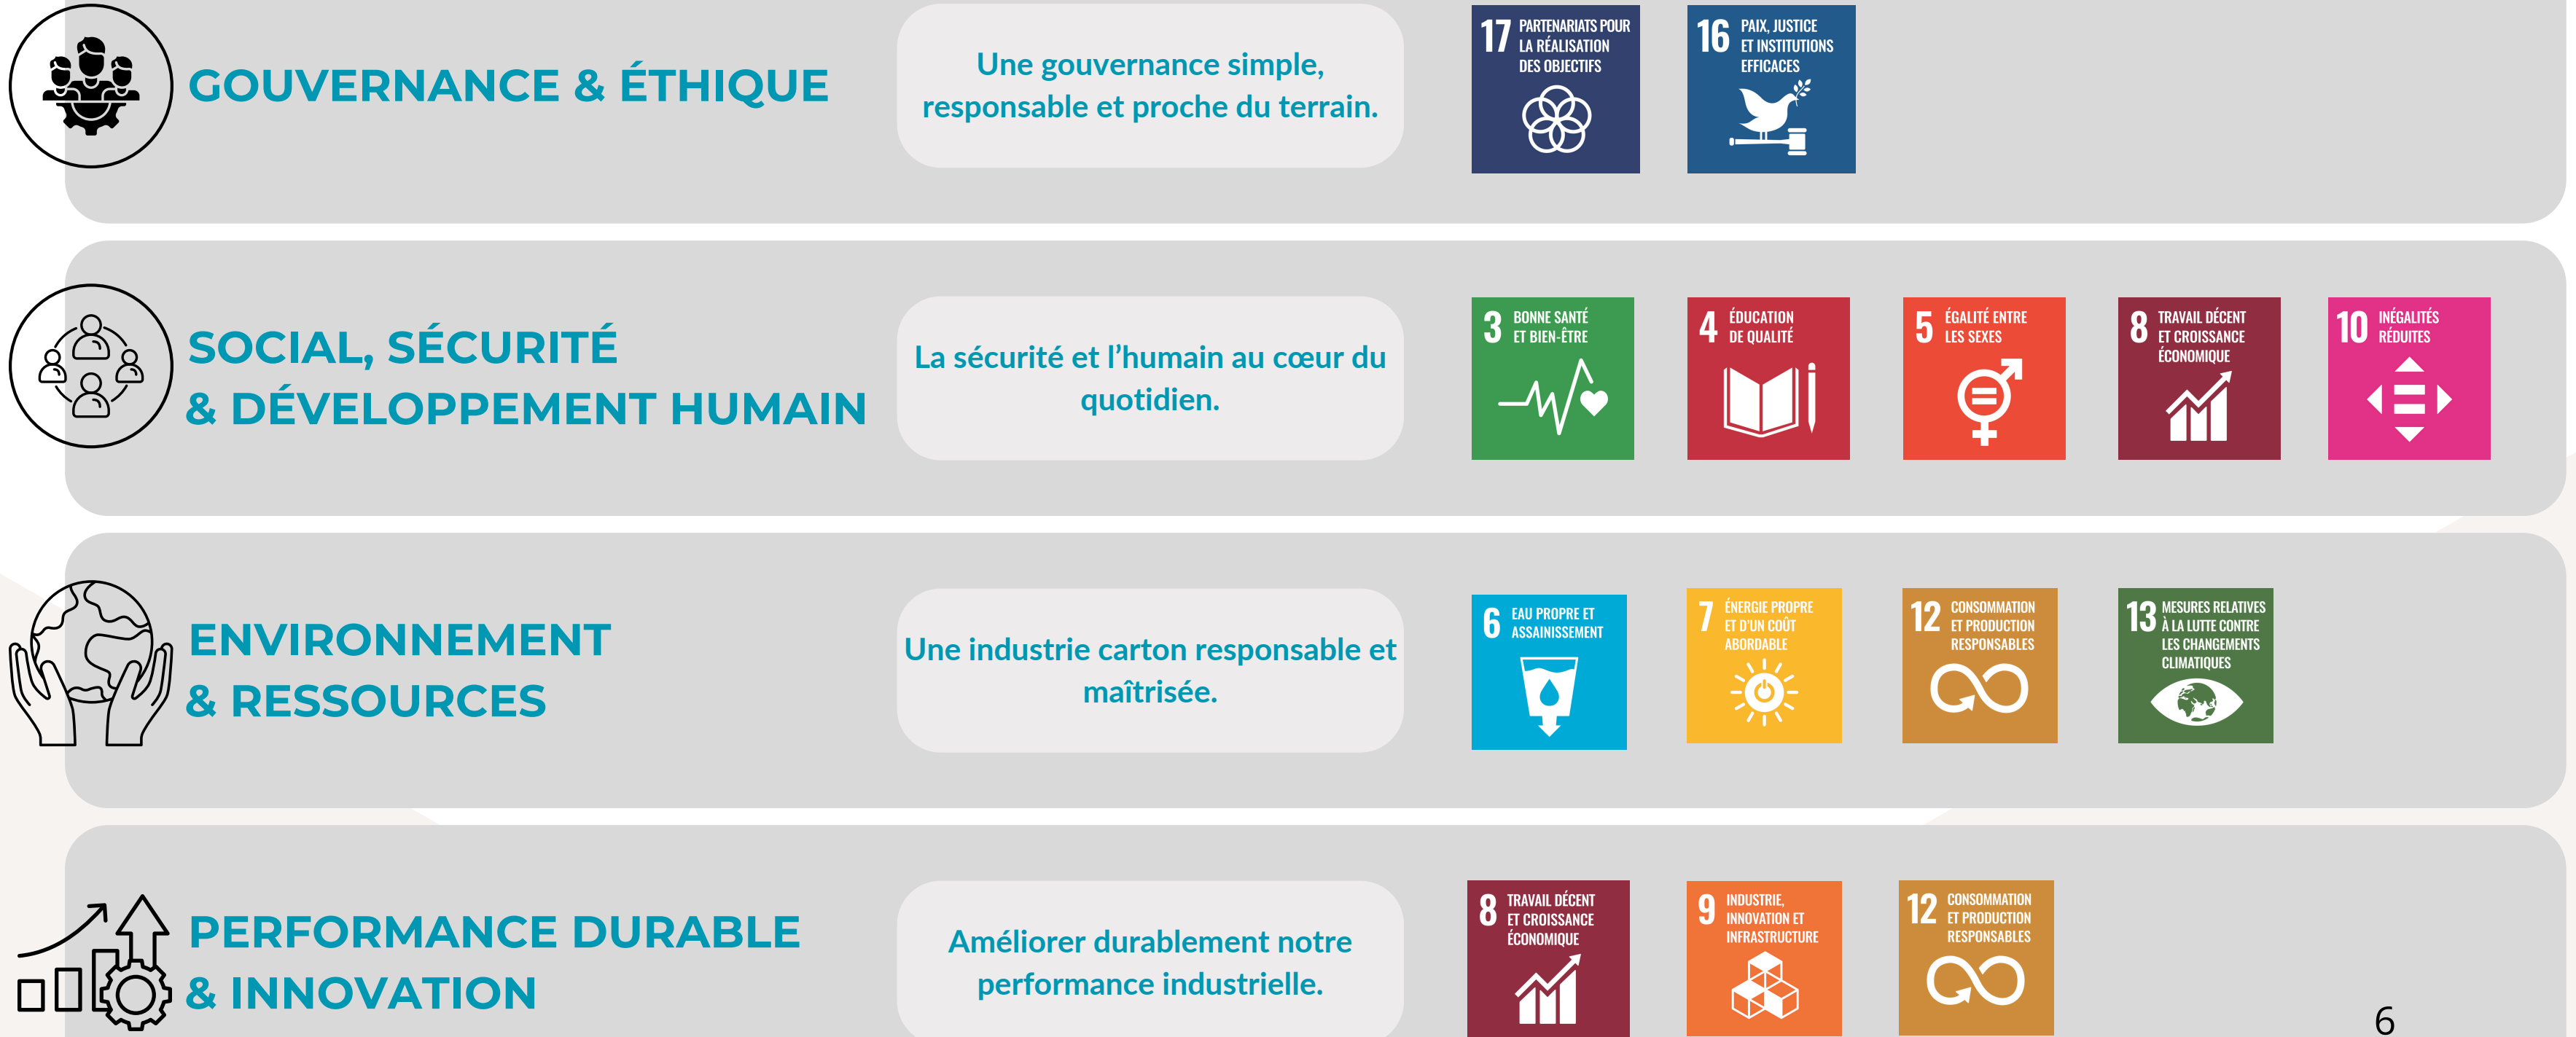 GOUVERNANCE & ÉTHIQUE
Une gouvernance simple,
responsable et proche du terrain.
17 PARTENARIATS POUR
LA RÉALISATION
DES OBJECTIFS
16 PAIX, JUSTICE
ET INSTITUTIONS
EFFICACES
SOCIAL, SÉCURITÉ
& DÉVELOPPEMENT HUMAIN
La sécurité et l’humain au cœur du
quotidien.
3 BONNE SANTÉ
ET BIEN-ÊTRE
4 ÉDUCATION
DE QUALITÉ
5 ÉGALITÉ ENTRE
LES SEXES
8 TRAVAIL DÉCENT
ET CROISSANCE
ÉCONOMIQUE
10 INÉGALITÉS
RÉDUITES
ENVIRONNEMENT
& RESSOURCES
Une industrie carton responsable et
maîtrisée.
6 EAU PROPRE ET
ASSAINISSEMENT
7 ÉNERGIE PROPRE
ET D'UN COÛT
ABORDABLE
12 CONSOMMATION
ET PRODUCTION
RESPONSABLES
13 MESURES RELATIVES
À LA LUTTE CONTRE
LES CHANGEMENTS
CLIMATIQUES
PERFORMANCE DURABLE
& INNOVATION
Améliorer durablement notre
performance industrielle.
8 TRAVAIL DÉCENT
ET CROISSANCE
ÉCONOMIQUE
9 INDUSTRIE,
INNOVATION ET
INFRASTRUCTURE
12 CONSOMMATION
ET PRODUCTION
RESPONSABLES
6